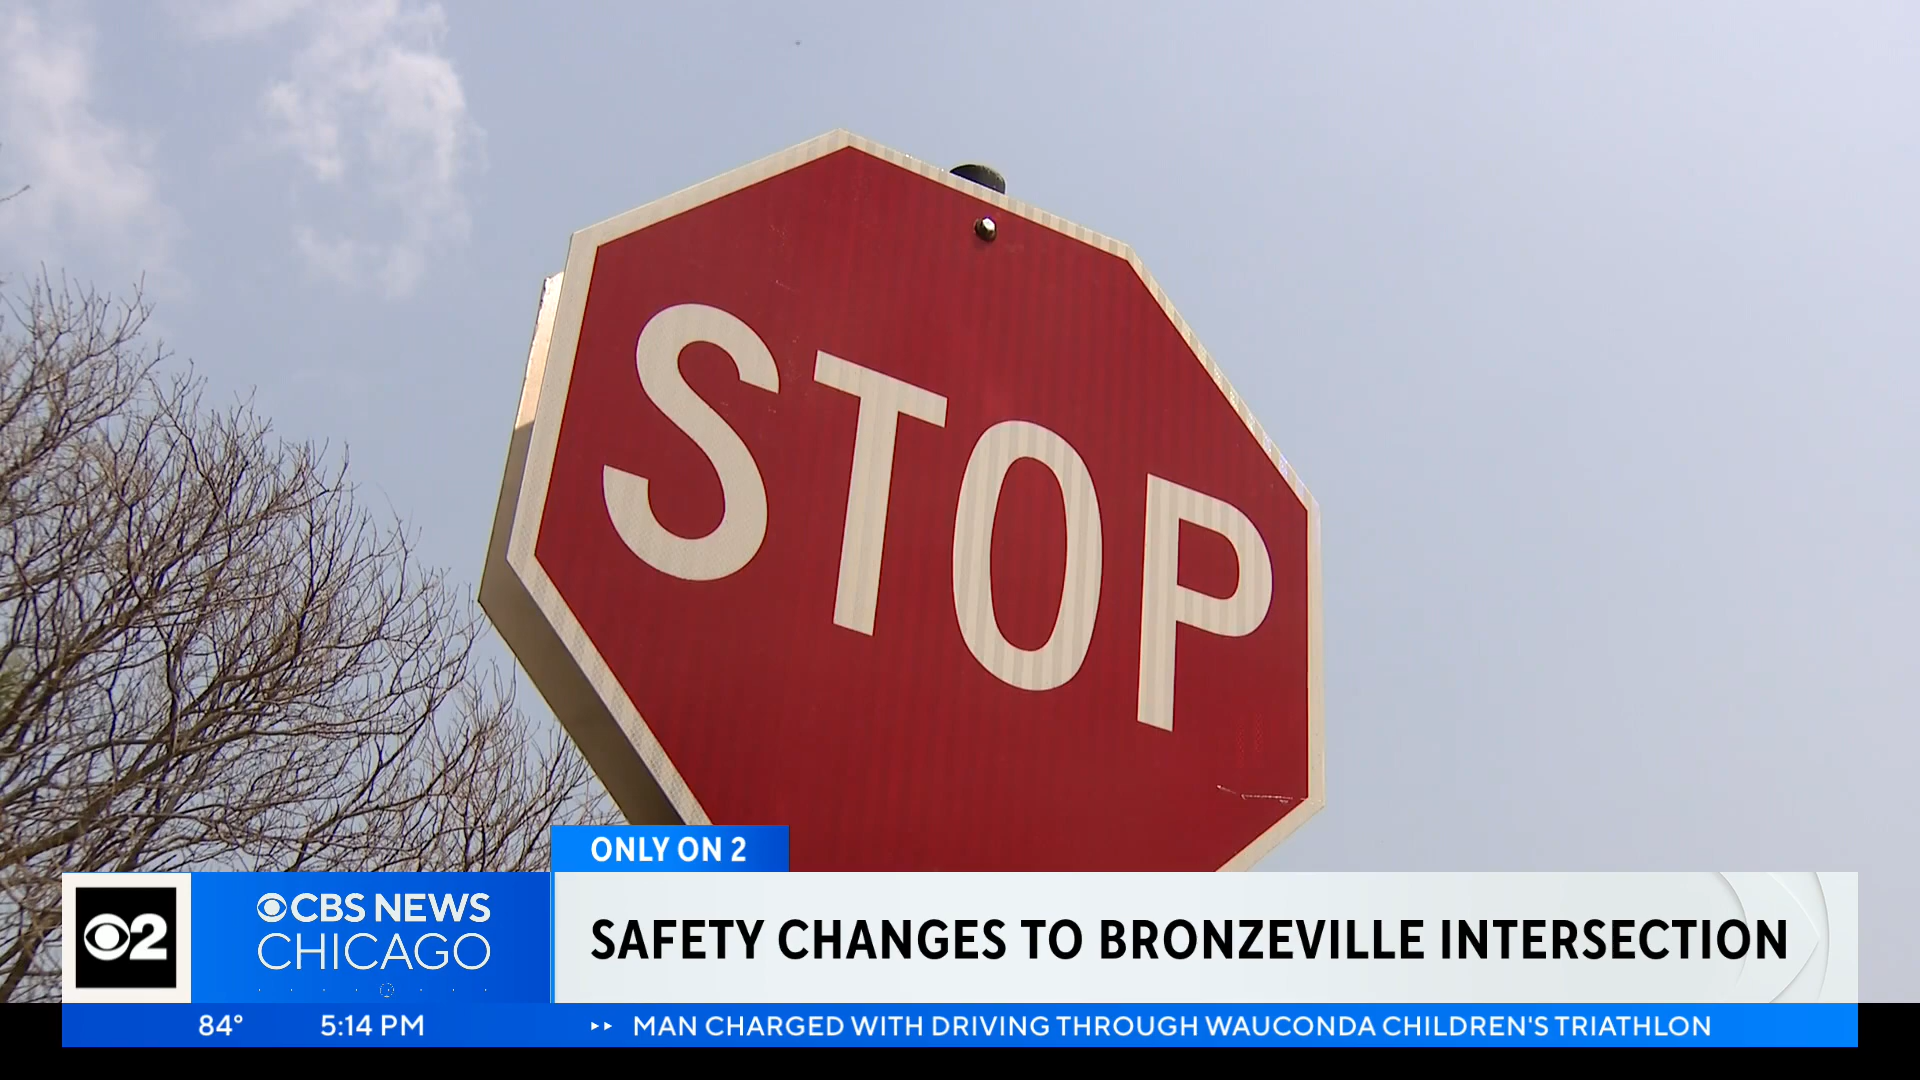 STOP
ONLY ON 2
2
CBS NEWS
CHICAGO
SAFETY CHANGES TO BRONZEVILLE INTERSECTION
84° 5:14 PM MAN CHARGED WITH DRIVING THROUGH WAUCONDA CHILDREN'S TRIATHLON